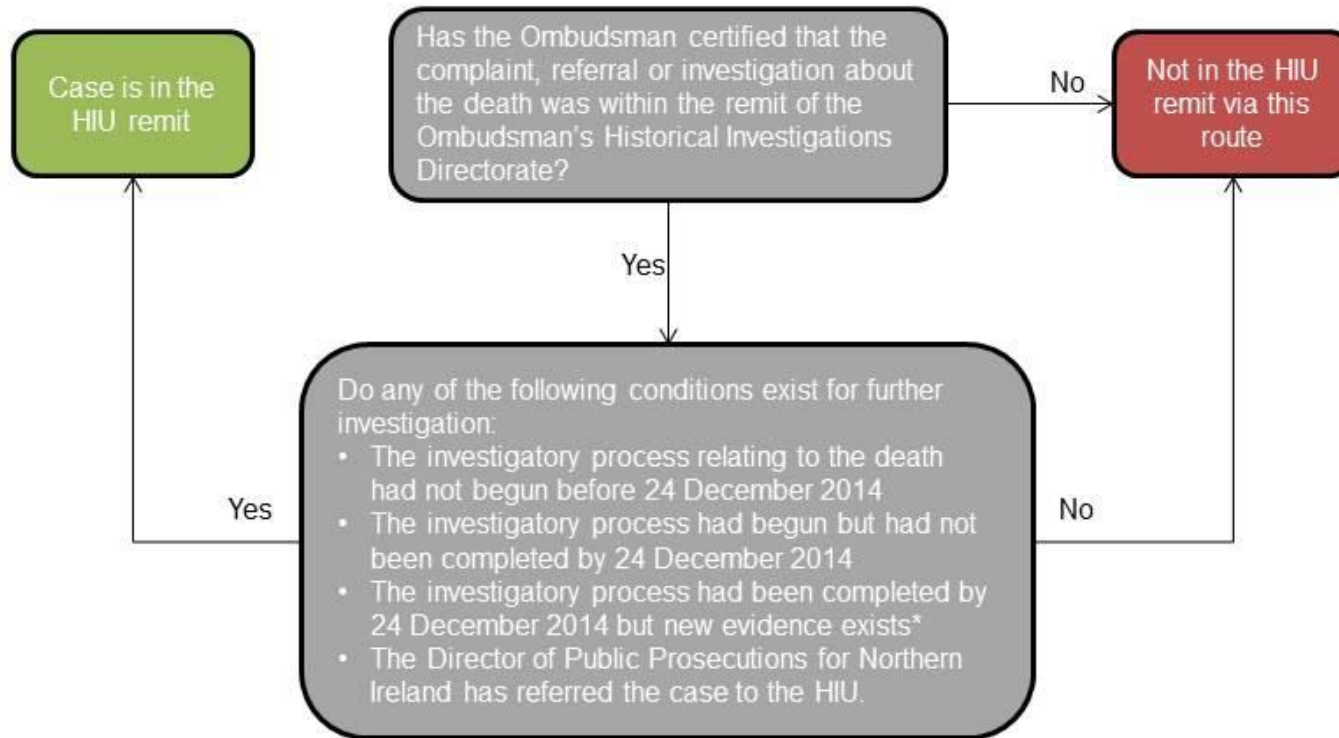 Case is in the
HIU remit
Has the Ombudsman certified that the
complaint, referral or investigation about
the death was within the remit of the
Ombudsman's Historical Investigations
Directorate?
No
Not in the HIU
remit via this
route
Yes
Do any of the following conditions exist for further
investigation:
• The investigatory process relating to the death
had not begun before 24 December 2014
• The investigatory process had begun but had not
been completed by 24 December 2014
• The investigatory process had been completed by
24 December 2014 but new evidence exists*
• The Director of Public Prosecutions for Northern
Ireland has referred the case to the HIU.
Yes
No